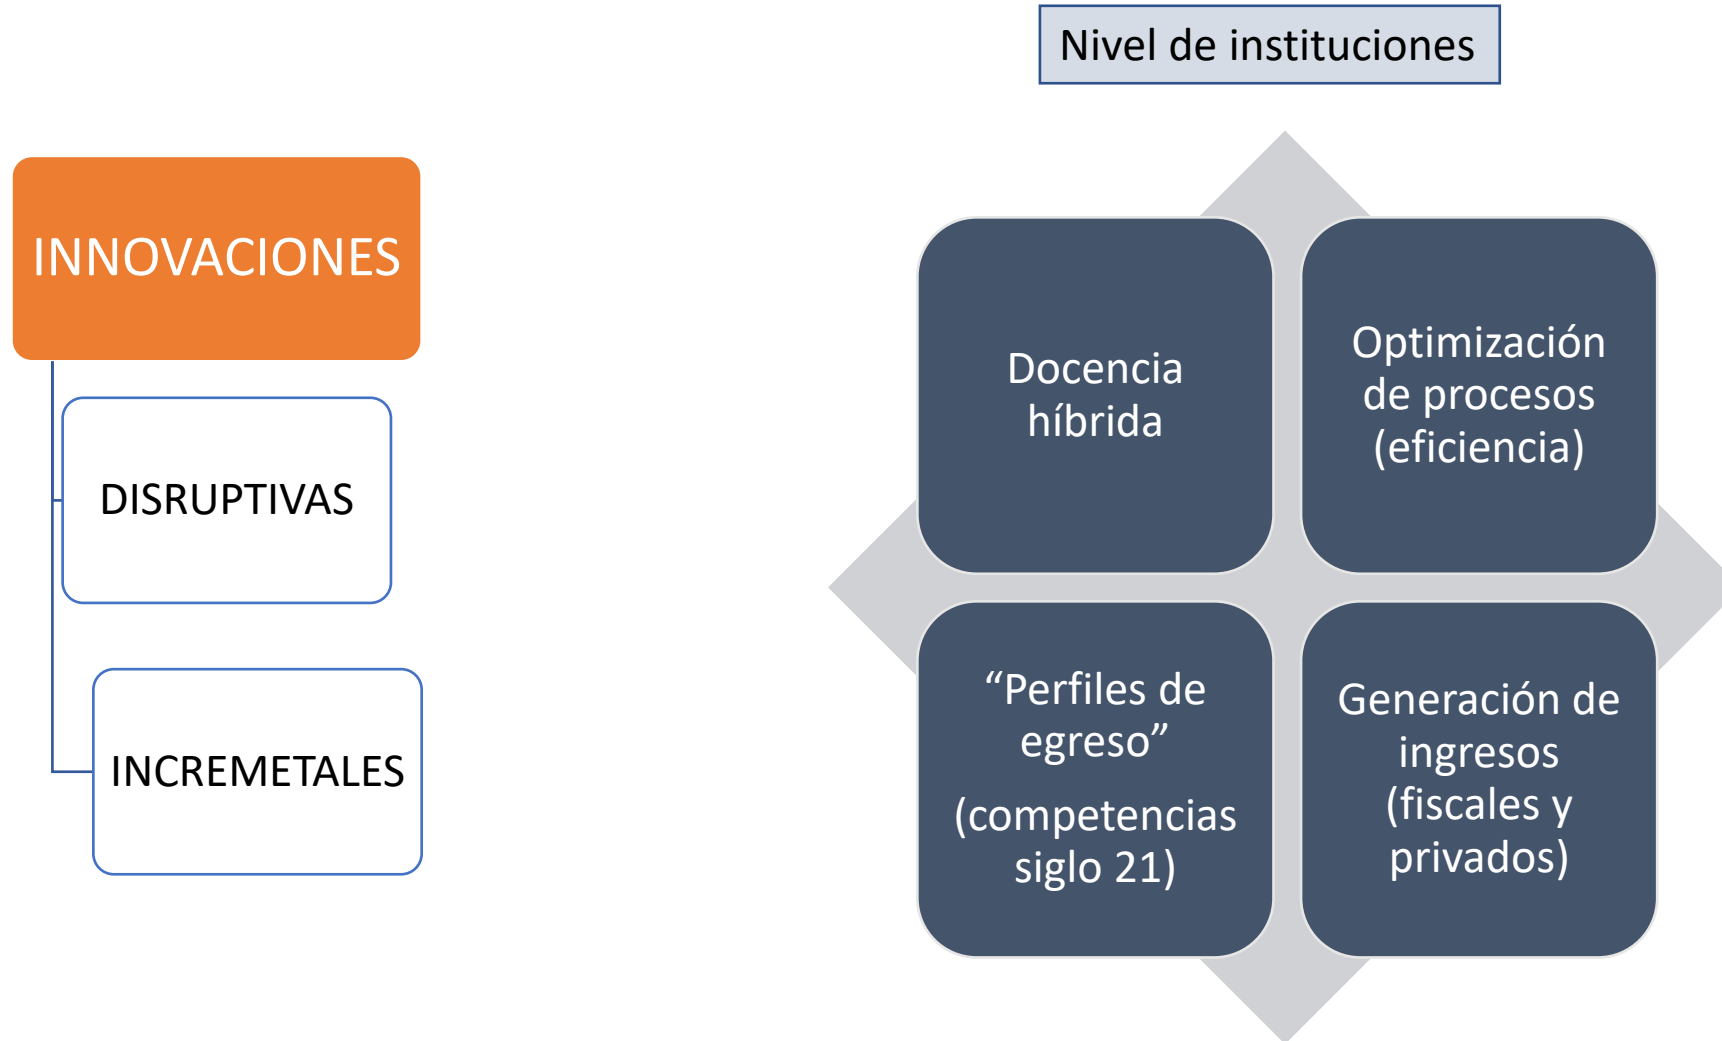 Nivel de instituciones
INNOVACIONES
DISRUPTIVAS
INCREMETALES
Docencia
híbrida
Optimización
de procesos
(eficiencia)
“Perfiles de
egreso”
(competencias
siglo 21)
Generación de
ingresos
(fiscales y
privados)